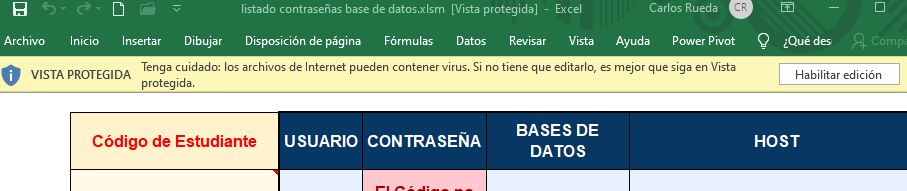 listado contraseñas base de datos.xlsm [Vista protegida] - Excel
Carlos Rueda
CR
Archivo Inicio Insertar Dibujar Disposición de página Fórmulas Datos Revisar Vista Ayuda Power Pivot ¿Qué des
VISTA PROTEGIDA
Tenga cuidado: los archivos de Internet pueden contener virus. Si no tiene que editarlo, es mejor que siga en Vista
protegida.
Habilitar edición
Código de Estudiante
USUARIO
CONTRASEÑA
BASES DE
DATOS
HOST
El Código no